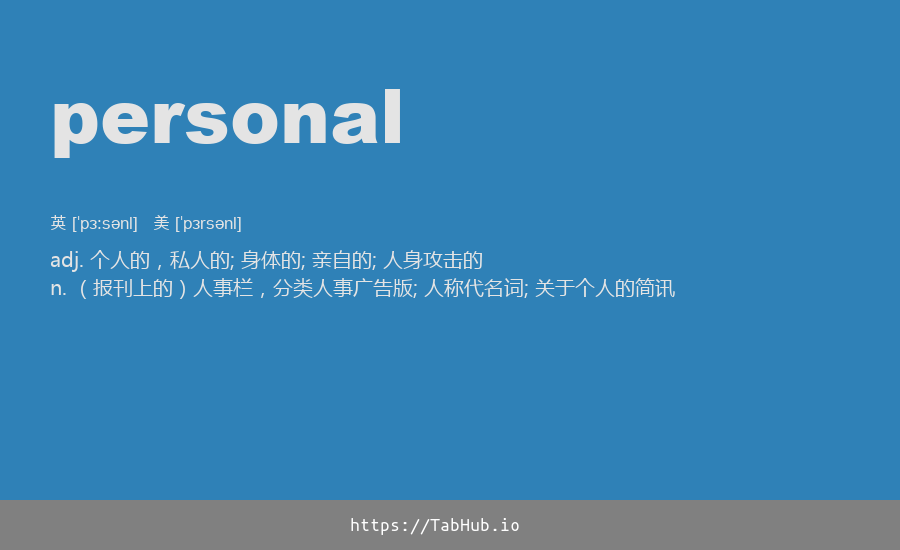 personal
英 [ˈpɜːsənl] 美 [ˈpɜrsənl]
adj. 个人的，私人的; 身体的; 亲自的; 人身攻击的
n. （报刊上的）人事栏，分类人事广告版; 人称代名词; 关于个人的简讯
https://TabHub.io